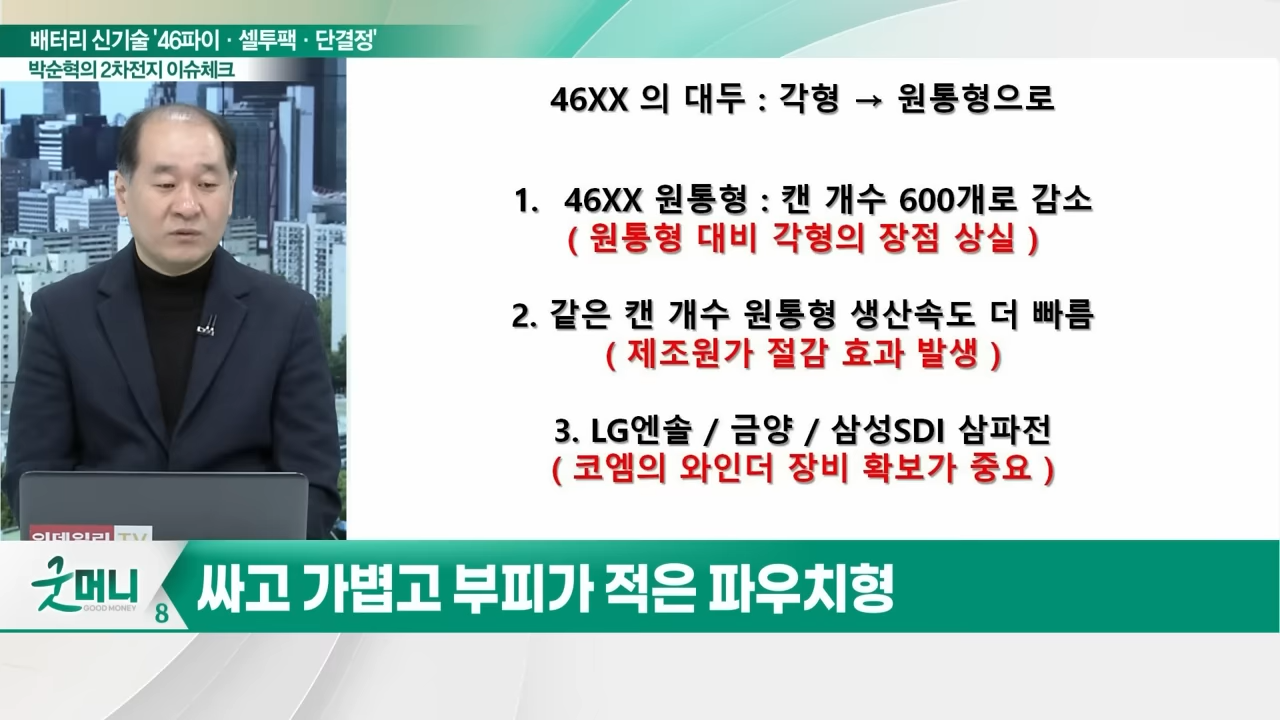 배터리 신기술 '46파이 · 셀투팩 · 단결정'
박순혁의 2차전지 이슈체크
46XX 의 대두 : 각형 → 원통형으로
1. 46XX 원통형 : 캔 개수 600개로 감소
( 원통형 대비 각형의 장점 상실 )
2. 같은 캔 개수 원통형 생산속도 더 빠름
( 제조원가 절감 효과 발생 )
3. LG엔솔 / 금양 / 삼성SDI 삼파전
( 코엠의 와인더 장비 확보가 중요 )
이데일리 TV
굿머니
GOOD MONEY
8
싸고 가볍고 부피가 적은 파우치형